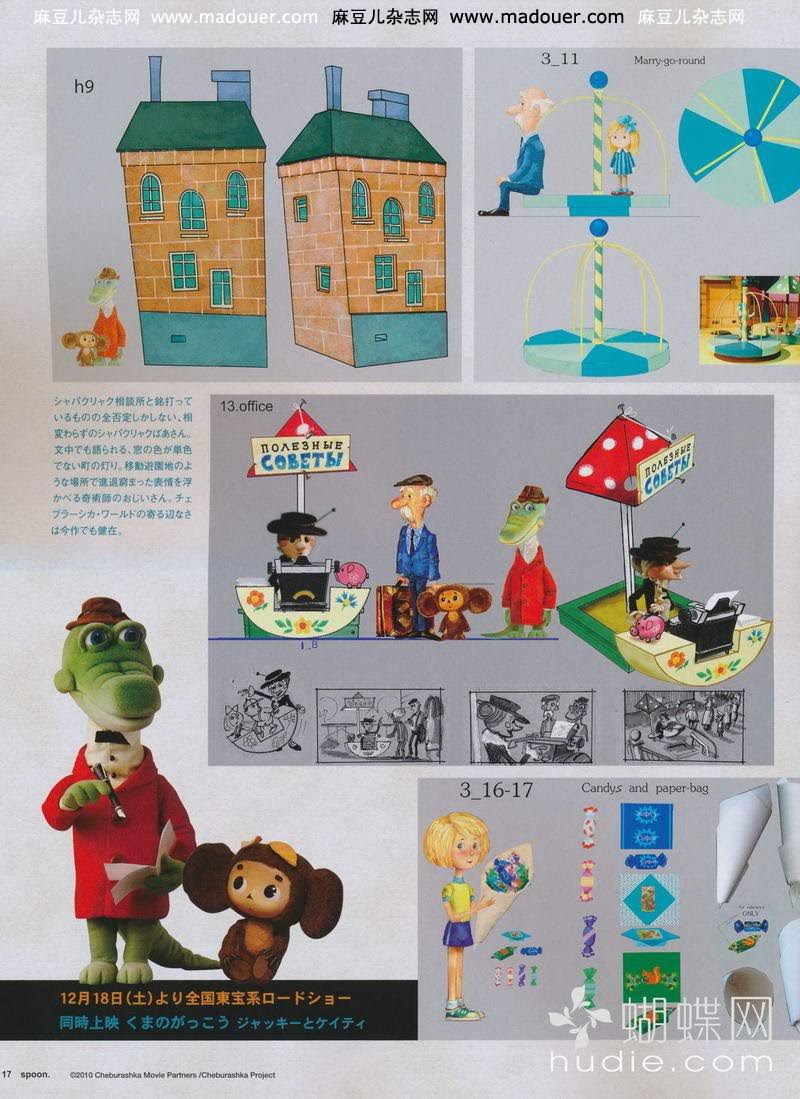 麻豆儿杂志网 www.madouer.com 麻豆儿杂志网 www.madouer.com 麻豆儿杂志网
h9
3_11
Marry-go-round
シャパクリャク相談所と銘打って
いるものの全否定しかしない、相
変わらずのシャパクリャクばあさん。
文中でも語られる、窓の色が単色
でない町の灯り。移動遊園地のよ
うな場所で進退窮まった表情を浮
かべる奇術師のおじいさん。チェ
ブラーシカ・ワールドの寄る辺なさ
は今作でも健在。
13.office
ПОЛЕЗНЫЕ
СОВЕТЫ
ПОЛЕЗНЫЕ
СОВЕТЫ
I_B
3_16-17
Candys and paper-bag
for reference
ONLY
12月18日(土)より全国東宝系ロードショー
同時上映 くまのがっこう ジャッキーとケイティ
17 spoon. ©2010 Cheburashka Movie Partners /Cheburashka Project
蝴蝶网
hudie.com